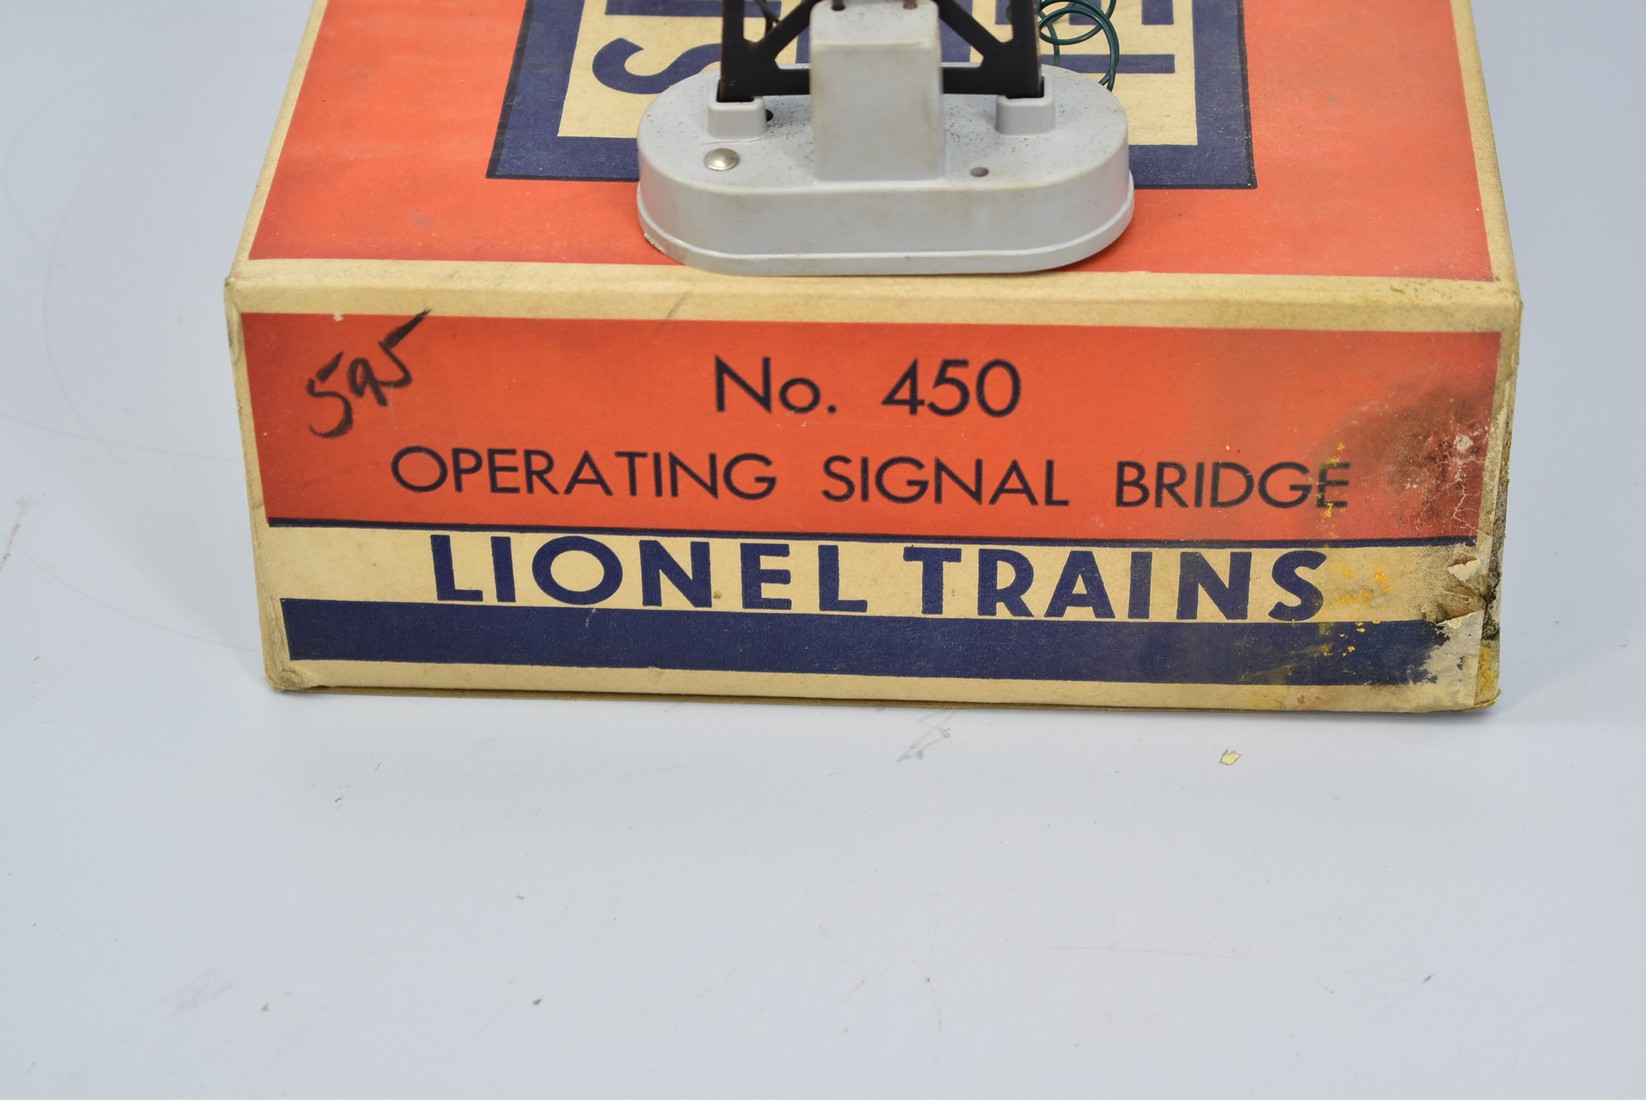 595
No. 450
OPERATING SIGNAL BRIDGE
LIONEL TRAINS